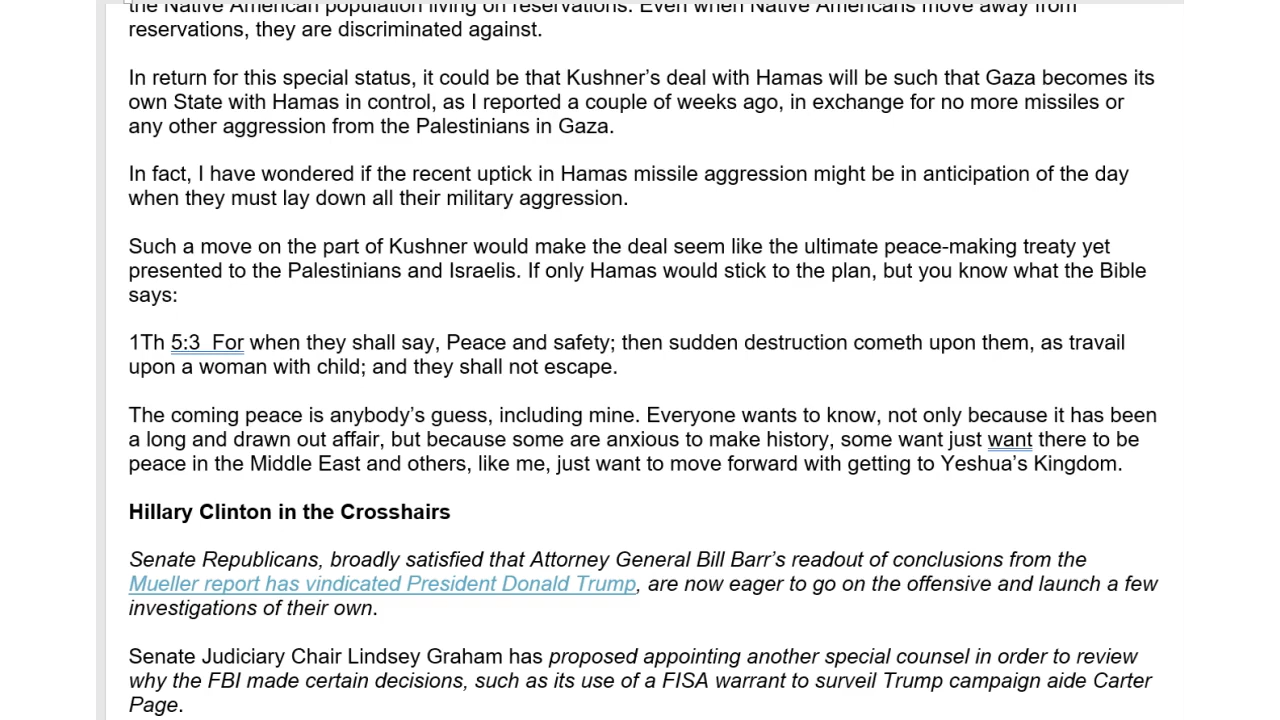 the Native American population living on reservations. Even when Native Americans move away from
reservations, they are discriminated against.
In return for this special status, it could be that Kushner’s deal with Hamas will be such that Gaza becomes its
own State with Hamas in control, as I reported a couple of weeks ago, in exchange for no more missiles or
any other aggression from the Palestinians in Gaza.
In fact, I have wondered if the recent uptick in Hamas missile aggression might be in anticipation of the day
when they must lay down all their military aggression.
Such a move on the part of Kushner would make the deal seem like the ultimate peace-making treaty yet
presented to the Palestinians and Israelis. If only Hamas would stick to the plan, but you know what the Bible
says:
1Th 5:3  For when they shall say, Peace and safety; then sudden destruction cometh upon them, as travail
upon a woman with child; and they shall not escape.
The coming peace is anybody’s guess, including mine. Everyone wants to know, not only because it has been
a long and drawn out affair, but because some are anxious to make history, some want just want there to be
peace in the Middle East and others, like me, just want to move forward with getting to Yeshua’s Kingdom.
Hillary Clinton in the Crosshairs
Senate Republicans, broadly satisfied that Attorney General Bill Barr’s readout of conclusions from the
Mueller report has vindicated President Donald Trump, are now eager to go on the offensive and launch a few
investigations of their own.
Senate Judiciary Chair Lindsey Graham has proposed appointing another special counsel in order to review
why the FBI made certain decisions, such as its use of a FISA warrant to surveil Trump campaign aide Carter
Page.